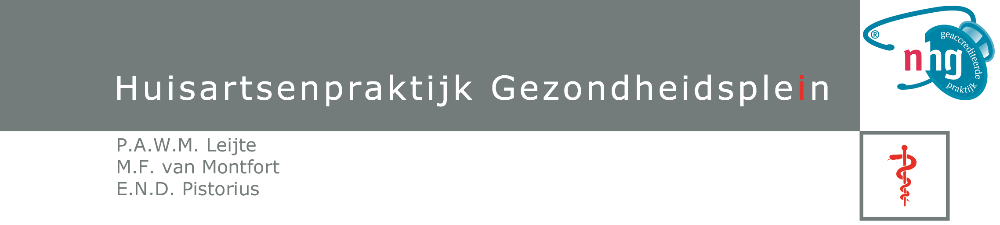 Huisartsenpraktijk Gezondheidsplein
P.A.W.M. Leijte
M.F. van Montfort
E.N.D. Pistorius
®
nhg
geaccrediteerde
praktijk